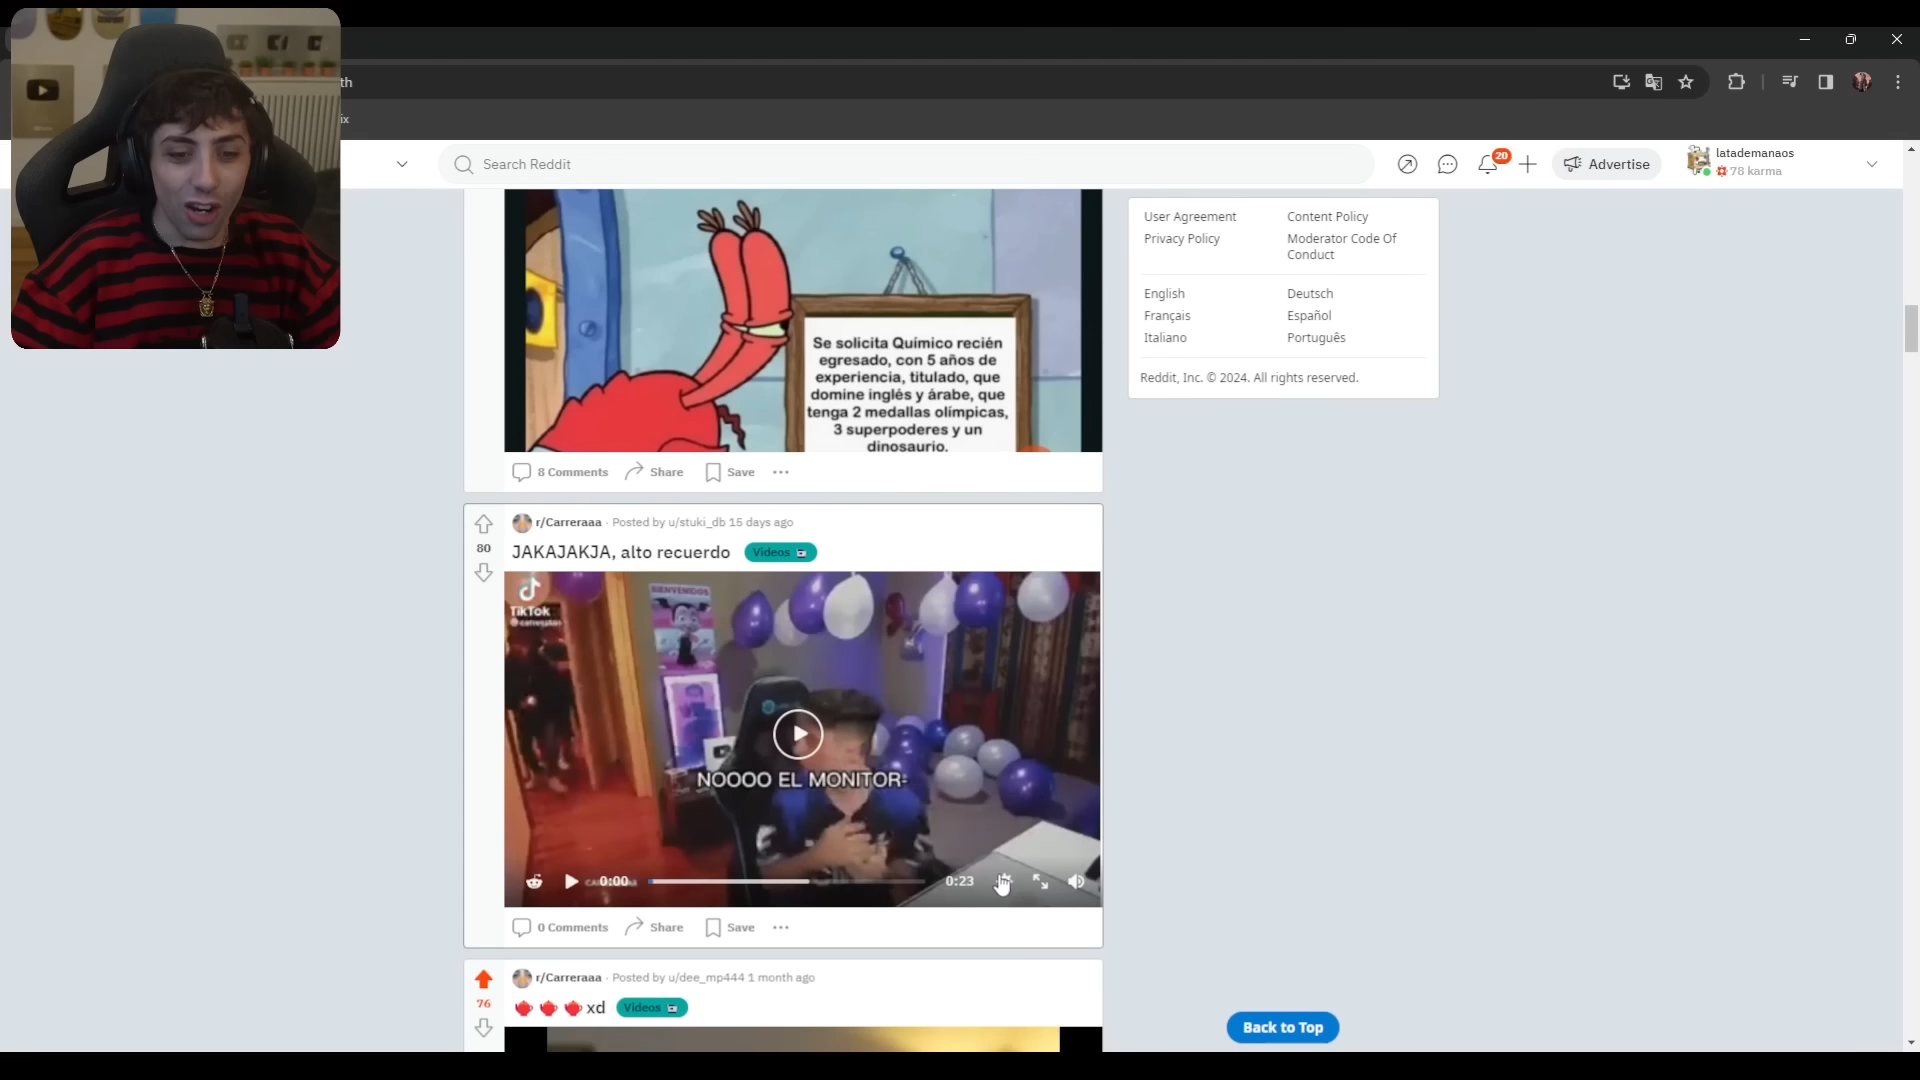 th
ix
Search Reddit
20
Advertise
latademanaos
78 karma
Se solicita Químico recién
egresado, con 5 años de
experiencia, titulado, que
domine inglés y árabe, que
tenga 2 medallas olímpicas,
3 superpoderes y un
dinosaurio.
8 Comments
Share
Save
User Agreement
Content Policy
Privacy Policy
Moderator Code Of
Conduct
English
Deutsch
Français
Español
Italiano
Português
Reddit, Inc. © 2024. All rights reserved.
80
r/Carreraaa · Posted by u/stuki_db 15 days ago
JAKAJAKJA, alto recuerdo
Videos
TikTok
BIENVENIDOS
NOOOO EL MONITOR-
0:00
0:23
0 Comments
Share
Save
76
r/Carreraaa · Posted by u/dee_mp444 1 month ago
xd
Videos
Back to Top